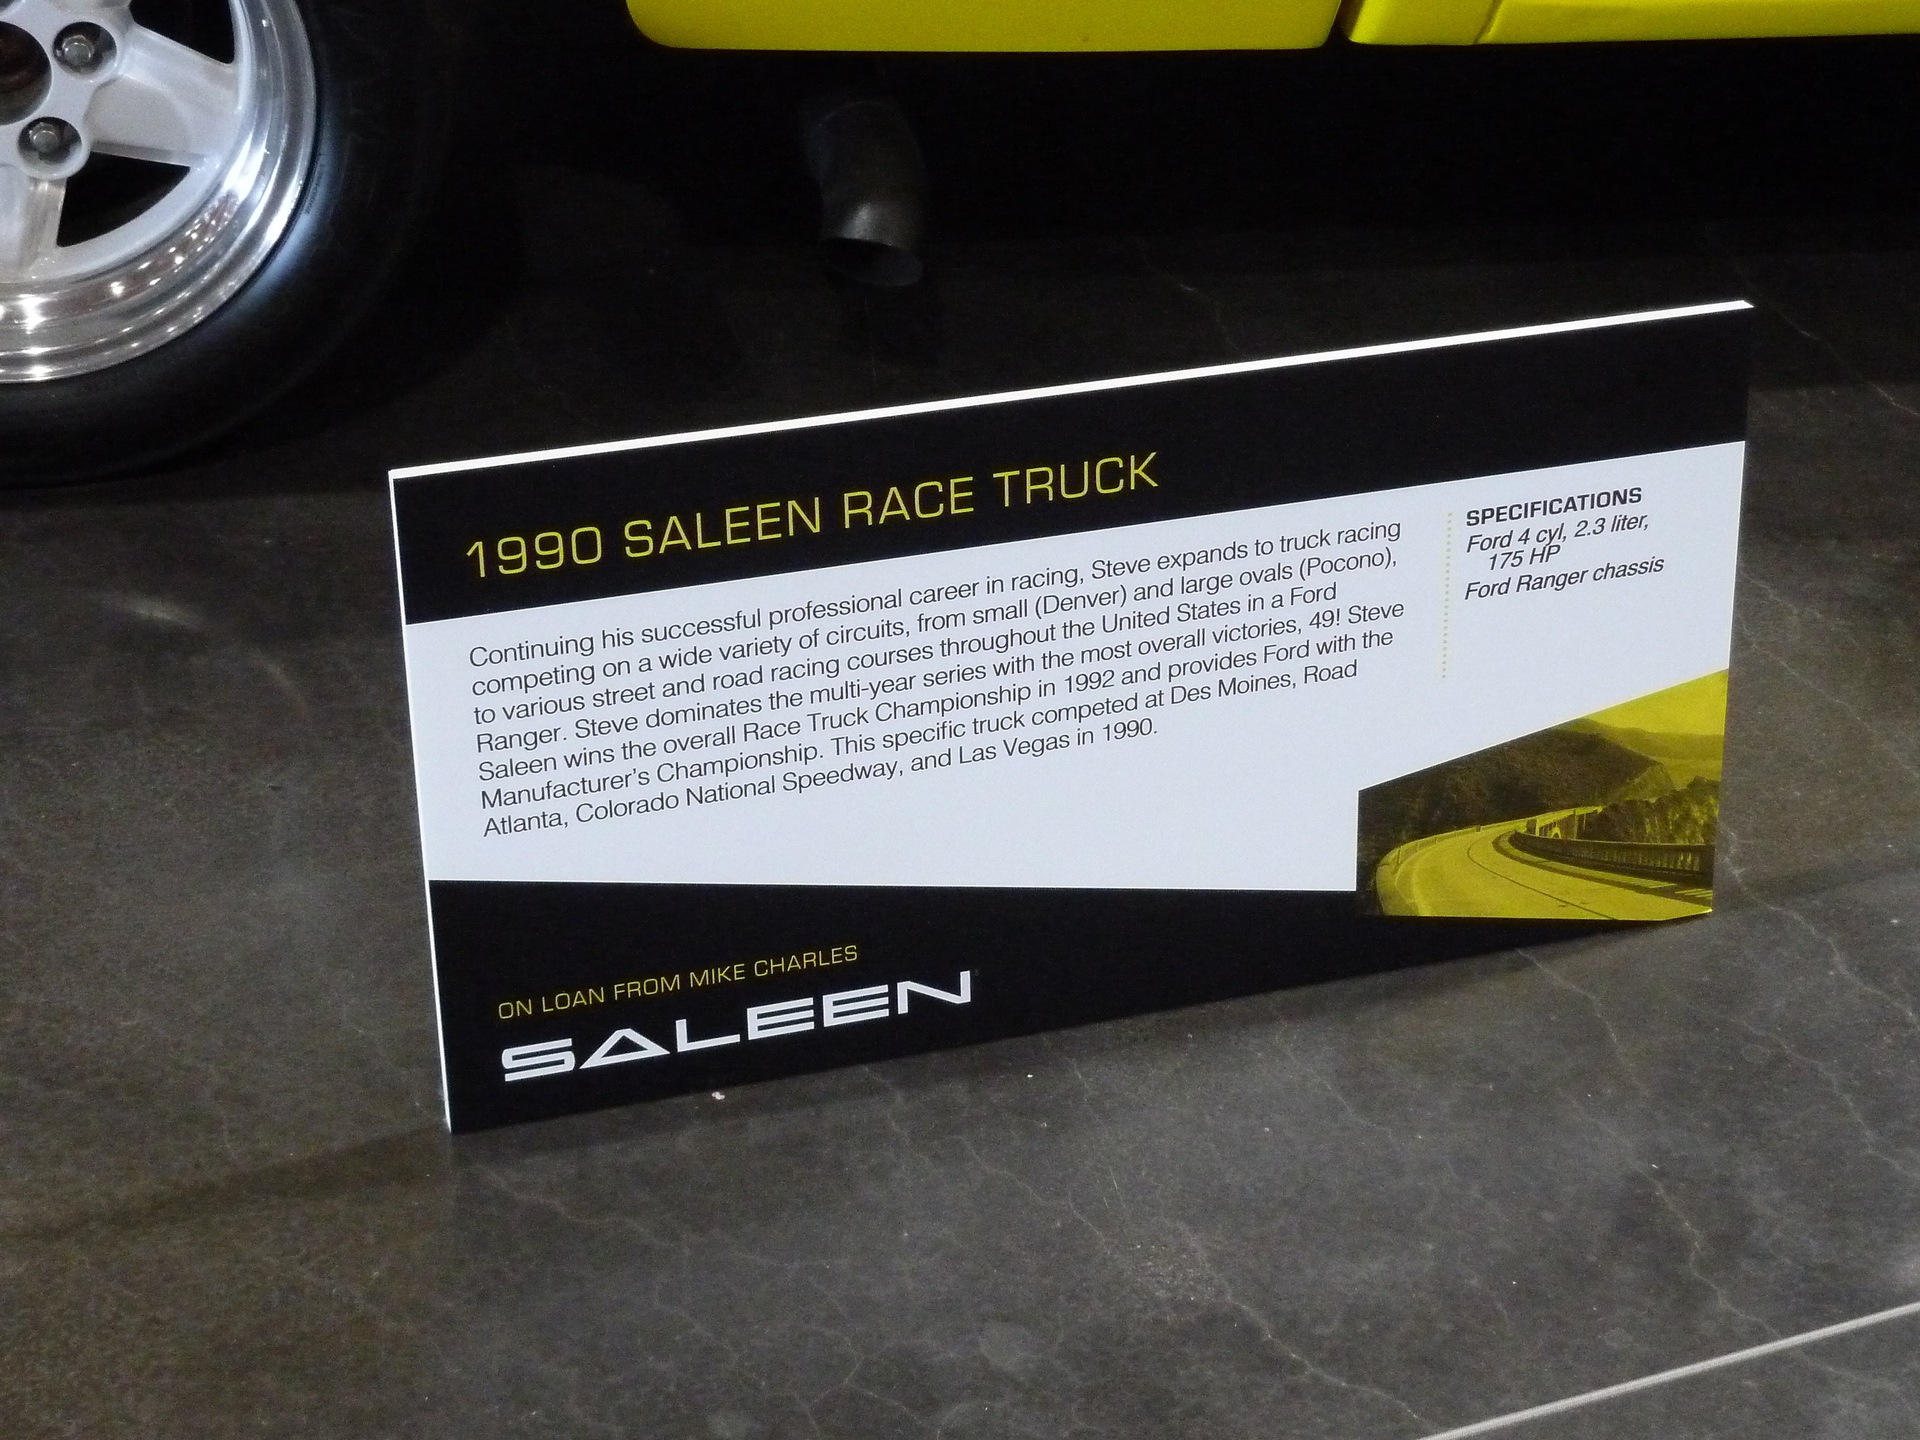 1990 SALEEN RACE TRUCK
Continuing his successful professional career in racing, Steve expands to truck racing
competing on a wide variety of circuits, from small (Denver) and large ovals (Pocono),
to various street and road racing courses throughout the United States in a Ford
Ranger. Steve dominates the multi-year series with the most overall victories, 49! Steve
Saleen wins the overall Race Truck Championship in 1992 and provides Ford with the
Manufacturer's Championship. This specific truck competed at Des Moines, Road
Atlanta, Colorado National Speedway, and Las Vegas in 1990.
SPECIFICATIONS
Ford 4 cyl, 2.3 liter,
175 HP
Ford Ranger chassis
ON LOAN FROM MIKE CHARLES
SALEEN